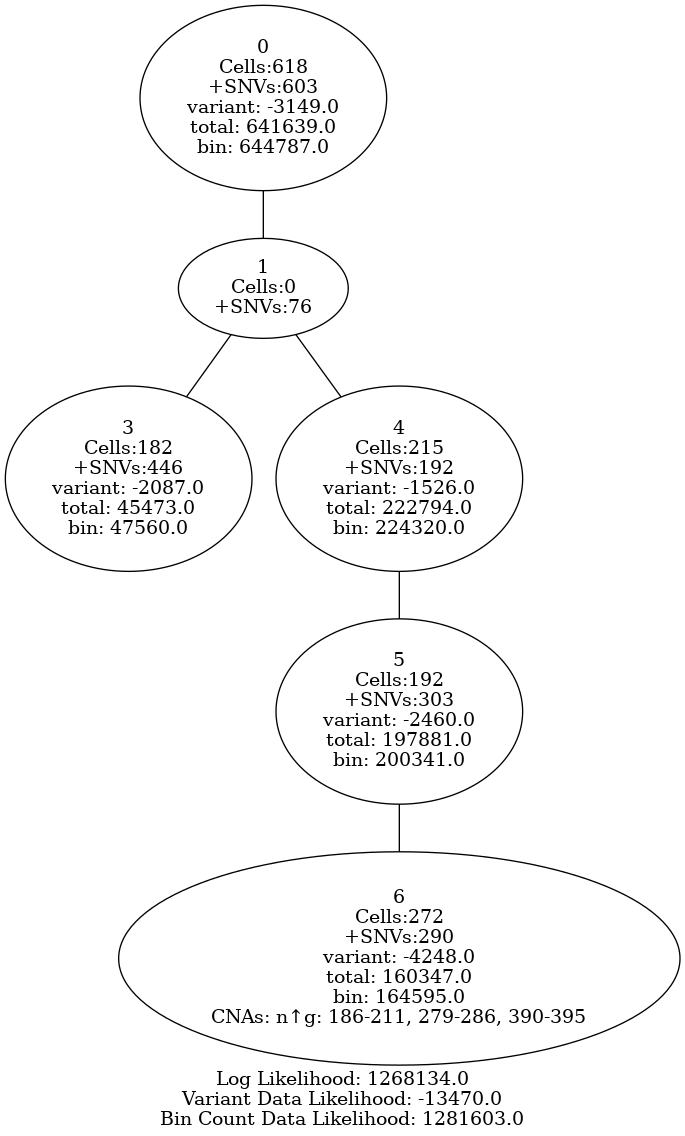 0
Cells:618
+SNVs:603
variant: -3149.0
total: 641639.0
bin: 644787.0
1
Cells:0
+SNVs:76
3
Cells:182
+SNVs:446
variant: -2087.0
total: 45473.0
bin: 47560.0
4
Cells:215
+SNVs:192
variant: -1526.0
total: 222794.0
bin: 224320.0
5
Cells:192
+SNVs:303
variant: -2460.0
total: 197881.0
bin: 200341.0
6
Cells:272
+SNVs:290
variant: -4248.0
total: 160347.0
bin: 164595.0
CNAs: n↑g: 186-211, 279-286, 390-395
Log Likelihood: 1268134.0
Variant Data Likelihood: -13470.0
Bin Count Data Likelihood: 1281603.0